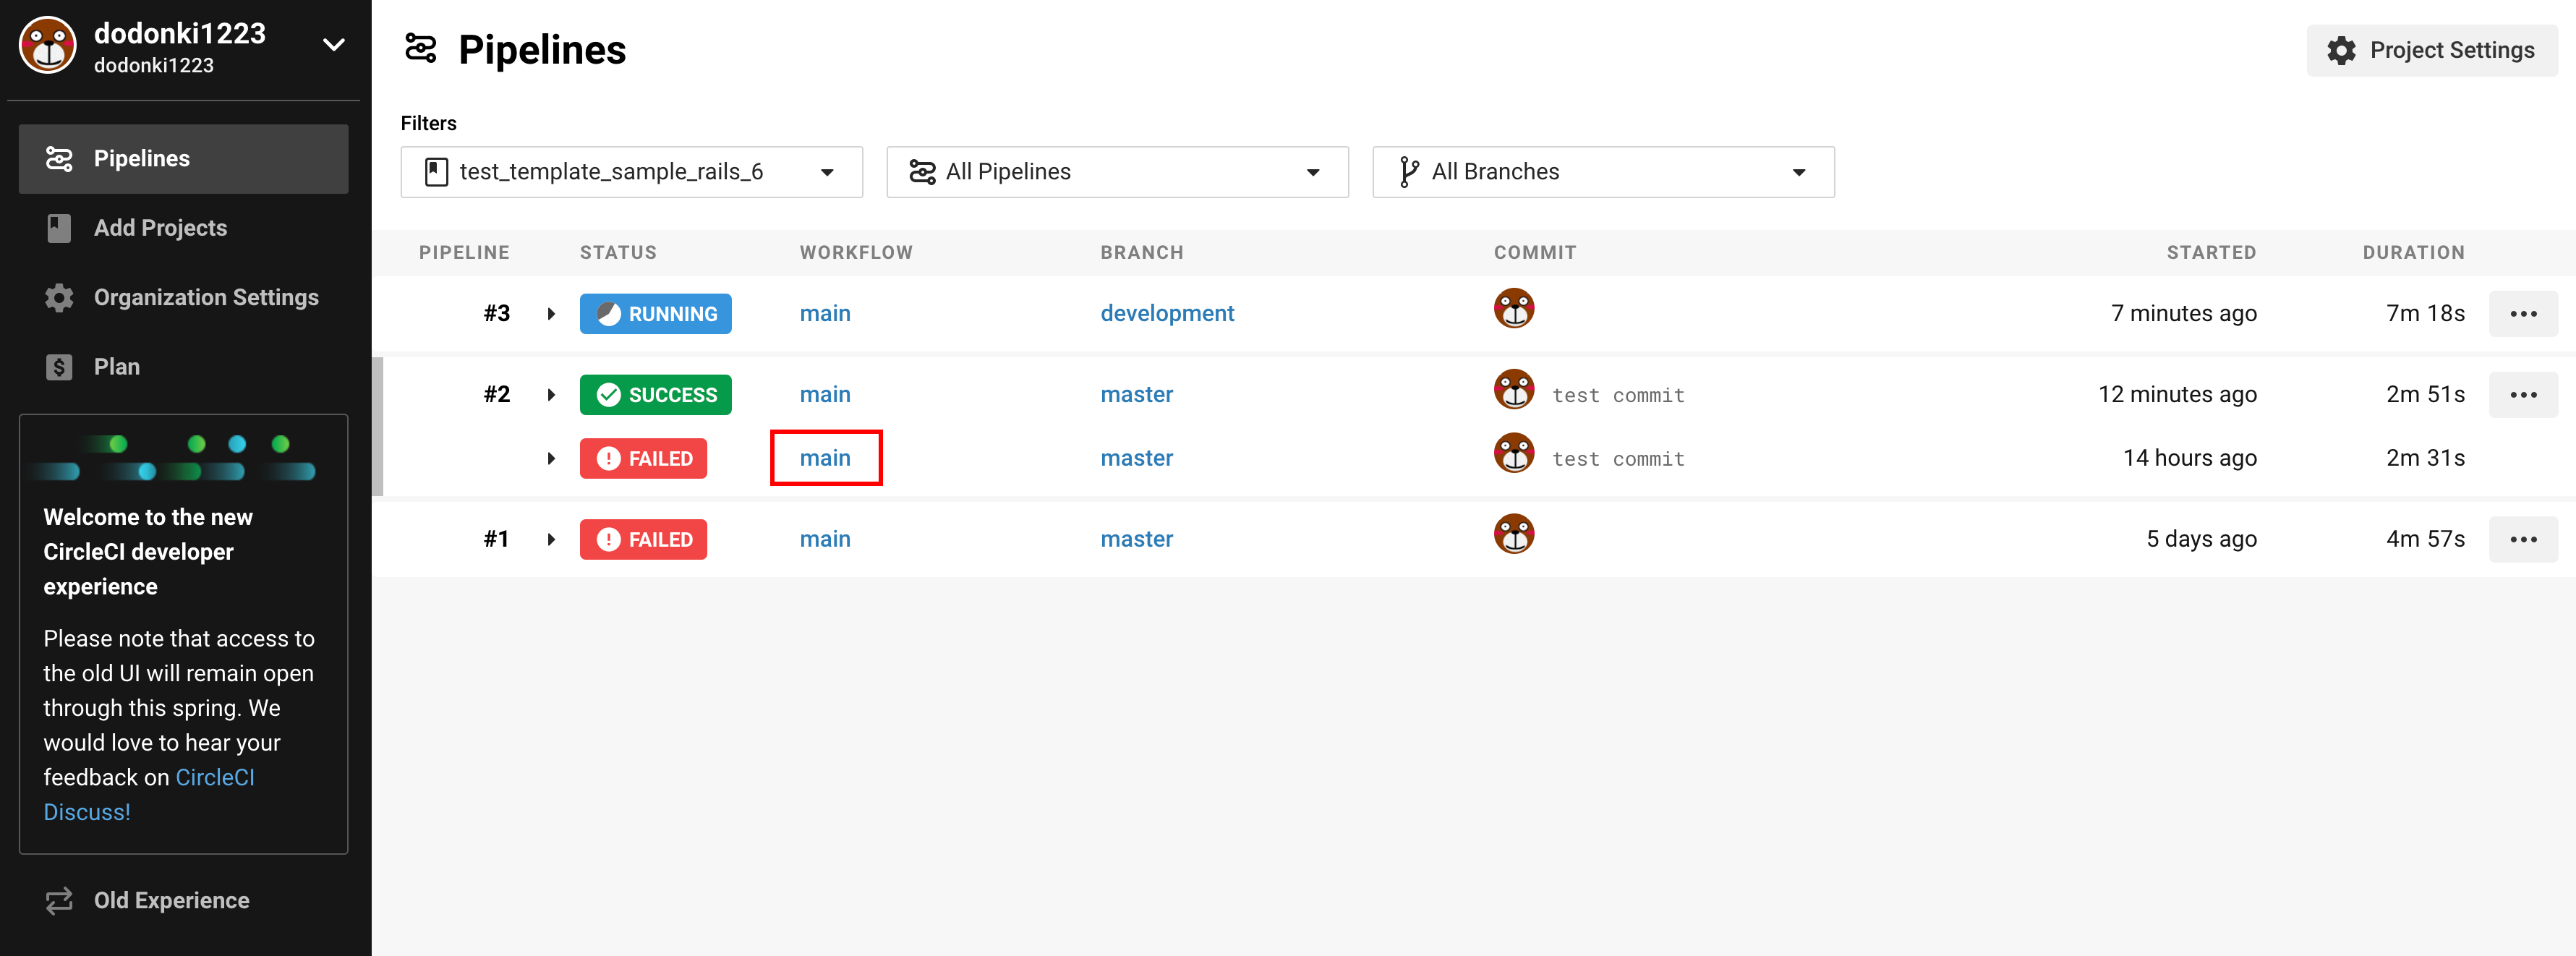 dodonki1223
dodonki1223
Pipelines
Add Projects
Organization Settings
Plan
Welcome to the new
CircleCI developer
experience
Please note that access to
the old UI will remain open
through this spring. We
would love to hear your
feedback on CircleCI
Discuss!
Old Experience
Pipelines
Project Settings
Filters
test_template_sample_rails_6
All Pipelines
All Branches
PIPELINE STATUS WORKFLOW BRANCH COMMIT STARTED DURATION
#3 RUNNING main development 7 minutes ago 7m 18s
#2 SUCCESS main master test commit 12 minutes ago 2m 51s
FAILED main master test commit 14 hours ago 2m 31s
#1 FAILED main master 5 days ago 4m 57s